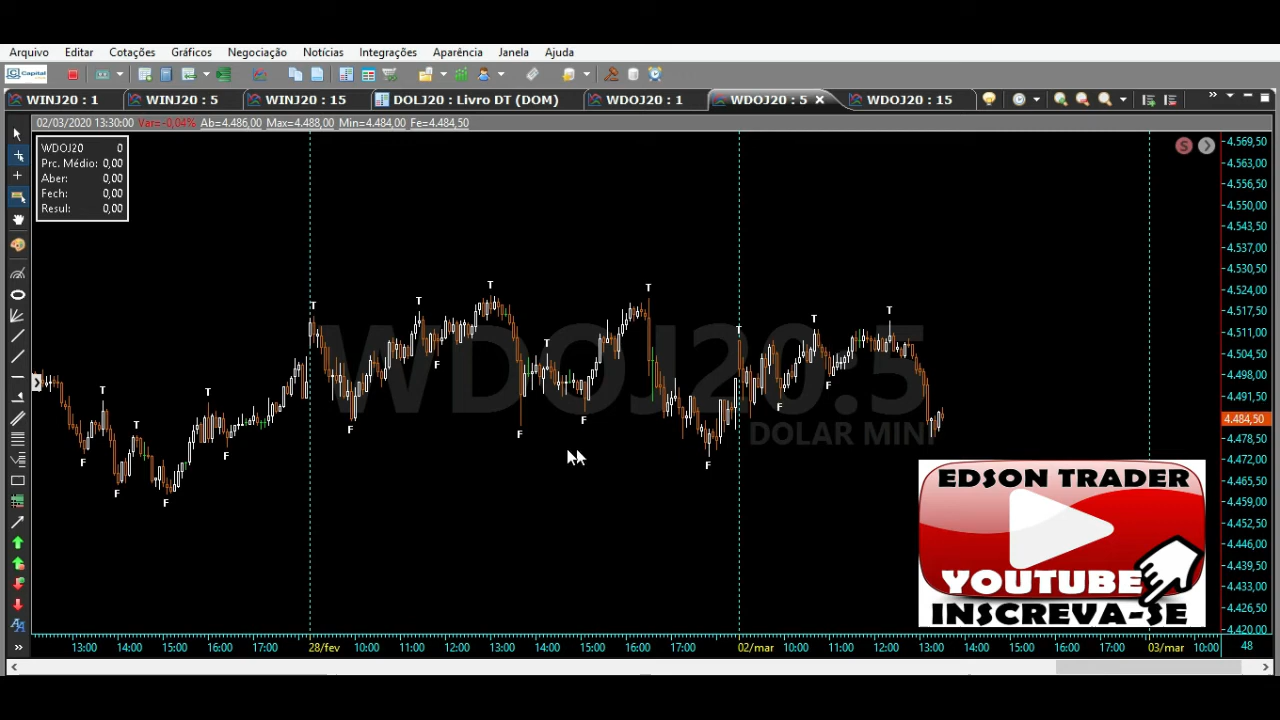 Arquivo Editar Cotações Gráficos Negociação Notícias Integrações Aparência Janela Ajuda
Capital
WINJ20 : 1 WINJ20 : 5 WINJ20 : 15 DOLJ20 : Livro DT (DOM) WDOJ20 : 1 WDOJ20 : 5 WDOJ20 : 15
02/03/2020 13:30:00 Var=-0,04% Ab=4.486,00 Max=4.488,00 Min=4.484,00 Fe=4.484,50
WDOJ20 0
Prc. Médio: 0,00
Aber: 0,00
Fech: 0,00
Resul: 0,00
S
4.569,50
4.563,00
4.556,50
4.550,00
4.543,50
4.537,00
4.530,50
4.524,00
4.517,50
4.511,00
4.504,50
4.498,00
4.491,50
4.484,50
4.478,50
4.472,00
4.465,50
4.459,00
4.452,50
4.446,00
4.439,50
4.433,00
4.426,50
4.420,00
T T T T T T T T T T T
F F F F F F F F F F F
WDOJ20:5
DOLAR MINI
EDSON TRADER
YOUTUBE
INSCREVA-SE
13:00 14:00 15:00 16:00 17:00 28/fev 10:00 11:00 12:00 13:00 14:00 15:00 16:00 17:00 02/mar 10:00 11:00 12:00 13:00 14:00 15:00 16:00 17:00 03/mar 10:00 48